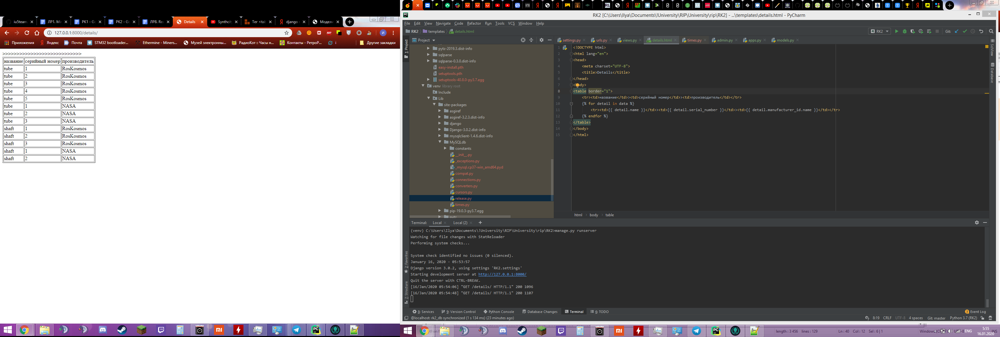 iu5team
ЛР1. Mir
РК1 - Go
РК2 - Go
ЛР8. Rea
Details
Synthcit
Тег <tab
django
Модели
127.0.0.1:8000/details/
Приложения
Яндекс
Почта
STM32 bootloader...
Ethermine - Miners...
Музей электронны...
РадиоКот :: Часы н...
Контакты - РетроР...
i
Другие закладки
>>>>>>>>>>>>>>>>>>>>>>>>>>>>
название серийный номер производитель
tube 1 RosKosmos
tube 2 RosKosmos
tube 3 RosKosmos
tube 4 RosKosmos
tube 5 RosKosmos
tube 1 NASA
tube 2 NASA
tube 3 NASA
shaft 1 RosKosmos
shaft 2 RosKosmos
shaft 3 RosKosmos
shaft 1 NASA
shaft 2 NASA
RK2 [C:\Users\Ilya\Documents\!University\RIP\University\rip\RK2] - ...\templates\details.html - PyCharm
File Edit View Navigate Code Refactor Run Tools VCS Window Help
RK2 templates details.html
RK2
Git:
1: Project
Project
pytz-2019.3.dist-info
sqlparse
sqlparse-0.3.0.dist-info
easy-install.pth
setuptools.pth
setuptools-40.8.0-py3.7.egg
venv library root
Include
Lib
site-packages
asgiref
asgiref-3.2.3.dist-info
django
Django-3.0.2.dist-info
mysqlclient-1.4.6.dist-info
MySQLdb
constants
__init__.py
_exceptions.py
_mysql.cp37-win_amd64.pyd
compat.py
connections.py
converters.py
cursors.py
release.py
times.py
pip-19.0.3-py3.7.egg
pytz
settings.py urls.py views.py details.html times.py admin.py apps.py models.py
1 <!DOCTYPE html>
2 <html lang="en">
3 <head>
4 <meta charset="UTF-8">
5 <title>Details</title>
6 </head>
7 <body>
8 <table border="1">
9 <tr><td>название</td>><td>серийный номер</td>><td>производитель</td></tr>
10 {% for detail in data %}
11 <tr><td>{{ detail.name }}</td>><td>{{ detail.serial_number }}</td>><td>{{ detail.manufacturer_id.name }}</td></tr>
12 {% endfor %}
13 </table>
14 </body>
15 </html>
html body table
SciView
Database
Terminal: Local Local (2)
(venv) C:\Users\Ilya\Documents\!University\RIP\University\rip\RK2>manage.py runserver
Watching for file changes with StatReloader
Performing system checks...
System check identified no issues (0 silenced).
January 16, 2020 - 05:53:57
Django version 3.0.2, using settings 'RK2.settings'
Starting development server at http://127.0.0.1:8000/
Quit the server with CTRL-BREAK.
[16/Jan/2020 05:54:06] "GET /details/ HTTP/1.1" 200 1096
[16/Jan/2020 05:54:48] "GET /details/ HTTP/1.1" 200 1107
2: Favorites
7: Structure
8: Services 9: Version Control Python Console Database Changes Terminal 6: TODO
3 Event Log
@localhost: rk2_db synchronized (1 s 134 ms) (23 minutes ago)
8:19 CRLF UTF-8 4 spaces Git: master Python 3.7 (RK2)
length : 3 456 lines : 129 Ln : 40 Col : 12 Sel : 6 | 1
ENG
5:55
16.01.2020
INS